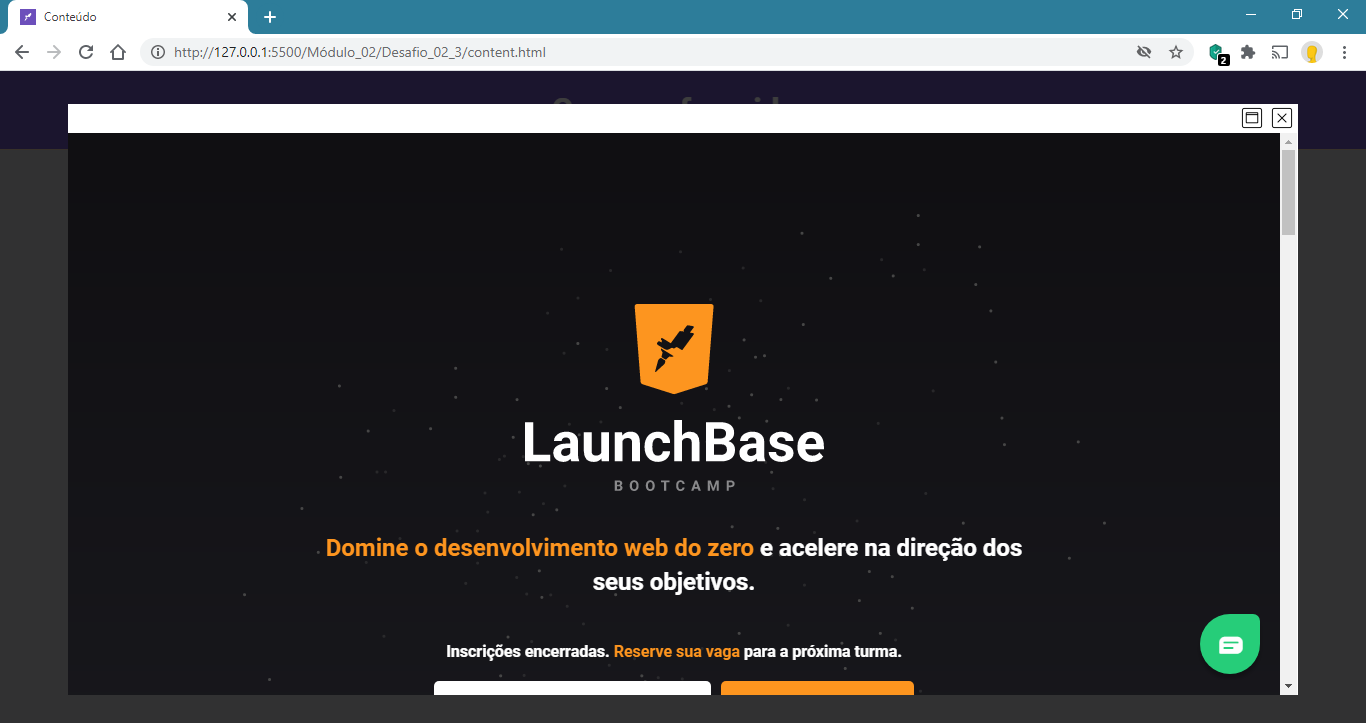 Conteúdo
http://127.0.0.1:5500/Módulo_02/Desafio_02_3/content.html
2
LaunchBase
BOOTCAMP
Domine o desenvolvimento web do zero e acelere na direção dos
seus objetivos.
Inscrições encerradas. Reserve sua vaga para a próxima turma.